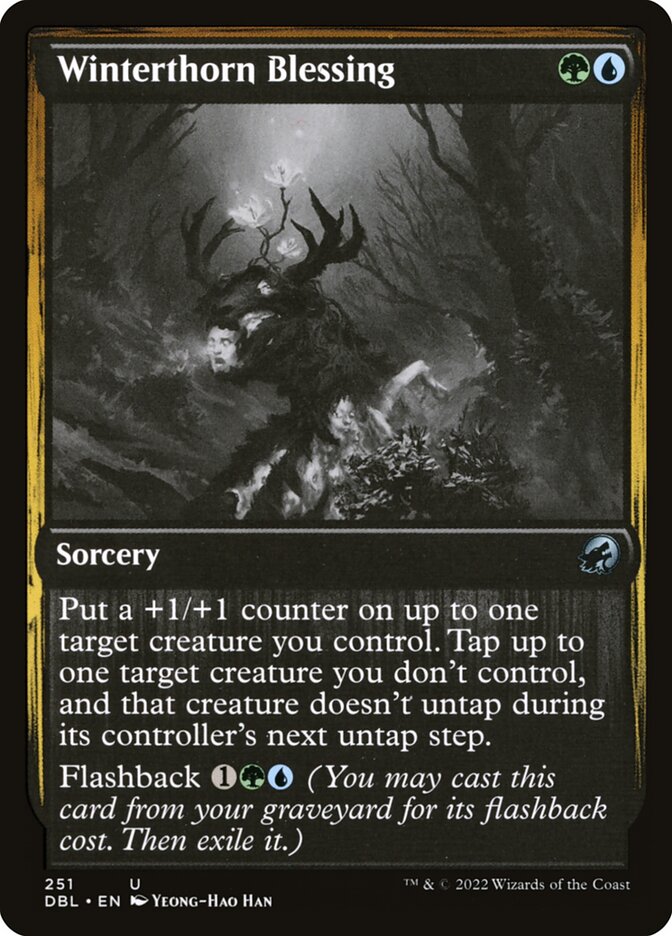 Winterthorn Blessing
Sorcery
Put a +1/+1 counter on up to one
target creature you control. Tap up to
one target creature you don't control,
and that creature doesn't untap during
its controller's next untap step.
Flashback 1 (You may cast this
card from your graveyard for its flashback
cost. Then exile it.)
251 U
™ & © 2022 Wizards of the Coast
DBL • EN Yeong-Hao Han